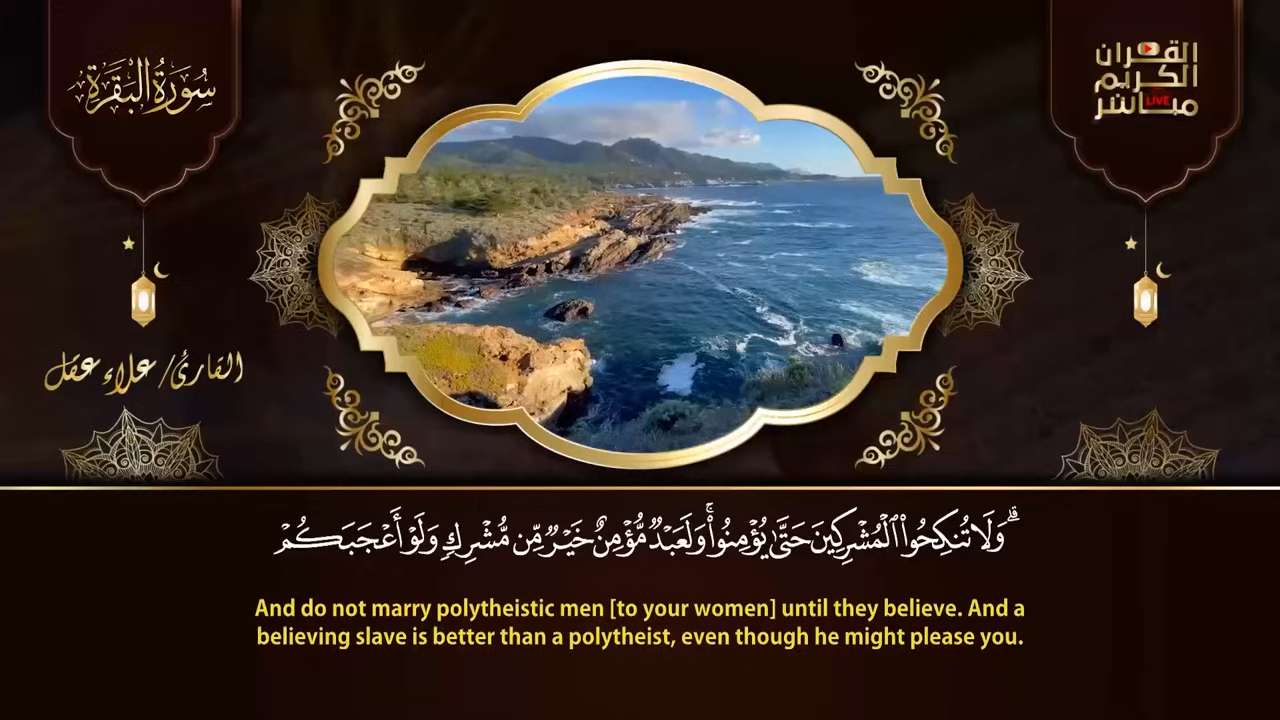 سُورَةُ البَقَرَةِ
القرآن
الكريم
مباشر
LIVE
القارئ/ علاء عقل
ۗ وَلَا تُنكِحُوا۟ ٱلْمُشْرِكِينَ حَتَّىٰ يُؤْمِنُوا۟ ۚ وَلَعَبْدٌ مُّؤْمِنٌ خَيْرٌ مِّن مُّشْرِكٍ وَلَوْ أَعْجَبَكُمْ
And do not marry polytheistic men [to your women] until they believe. And a
believing slave is better than a polytheist, even though he might please you.